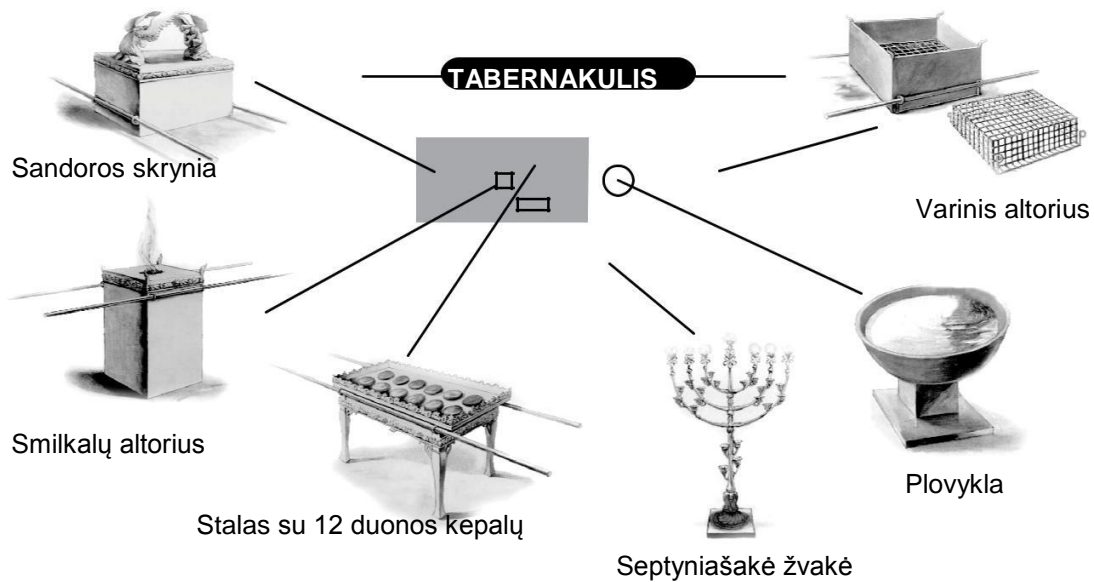 TABERNAKULIS
Sandoros skrynia
Varinis altorius
Smilkalų altorius
Plovykla
Stalas su 12 duonos kepalų
Septyniašakė žvakė